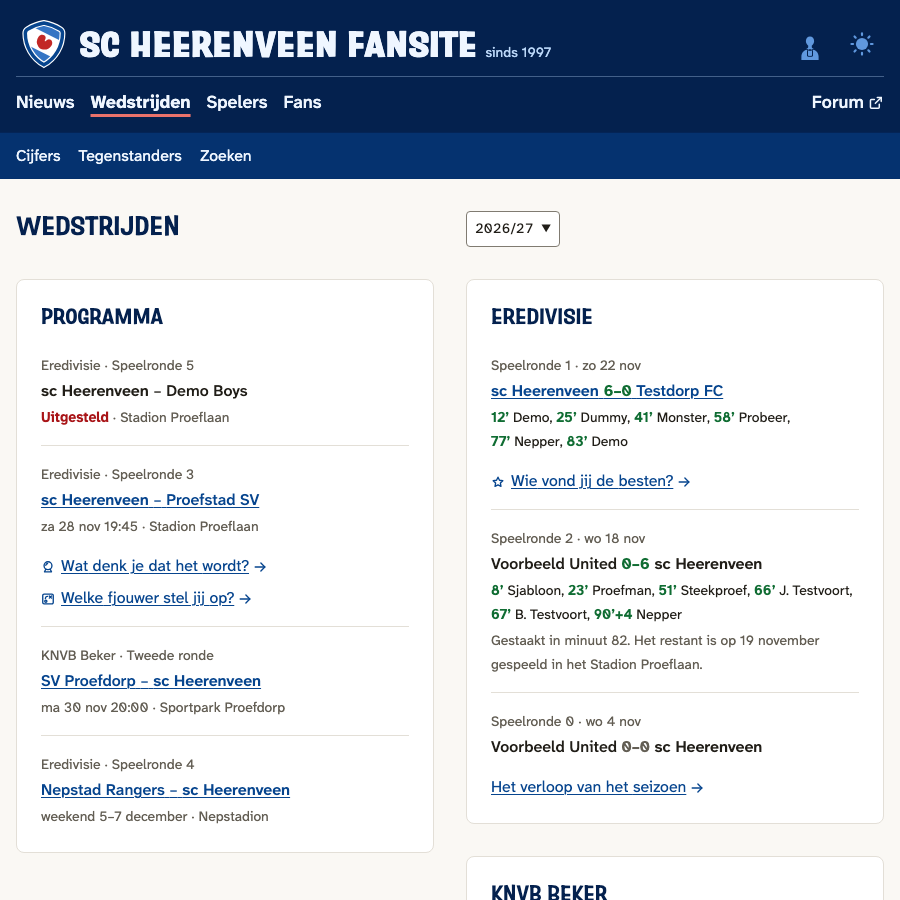 SC HEERENVEEN FANSITE sinds 1997
Nieuws Wedstrijden Spelers Fans Forum
Cijfers Tegenstanders Zoeken
WEDSTRIJDEN
2026/27 ▼
PROGRAMMA
Eredivisie · Speelronde 5
sc Heerenveen – Demo Boys
Uitgesteld · Stadion Proeflaan
Eredivisie · Speelronde 3
sc Heerenveen – Proefstad SV
za 28 nov 19:45 · Stadion Proeflaan
Wat denk je dat het wordt? →
Welke fjouwer stel jij op? →
KNVB Beker · Tweede ronde
SV Proefdorp – sc Heerenveen
ma 30 nov 20:00 · Sportpark Proefdorp
Eredivisie · Speelronde 4
Nepstad Rangers – sc Heerenveen
weekend 5–7 december · Nepstadion
EREDIVISIE
Speelronde 1 · zo 22 nov
sc Heerenveen 6–0 Testdorp FC
12’ Demo, 25’ Dummy, 41’ Monster, 58’ Probeer,
77’ Nepper, 83’ Demo
Wie vond jij de besten? →
Speelronde 2 · wo 18 nov
Voorbeeld United 0–6 sc Heerenveen
8’ Sjabloon, 23’ Proefman, 51’ Steekproef, 66’ J. Testvoort,
67’ B. Testvoort, 90’+4 Nepper
Gestaakt in minuut 82. Het restant is op 19 november
gespeeld in het Stadion Proeflaan.
Speelronde 0 · wo 4 nov
Voorbeeld United 0–0 sc Heerenveen
Het verloop van het seizoen →
KNVB BEKER